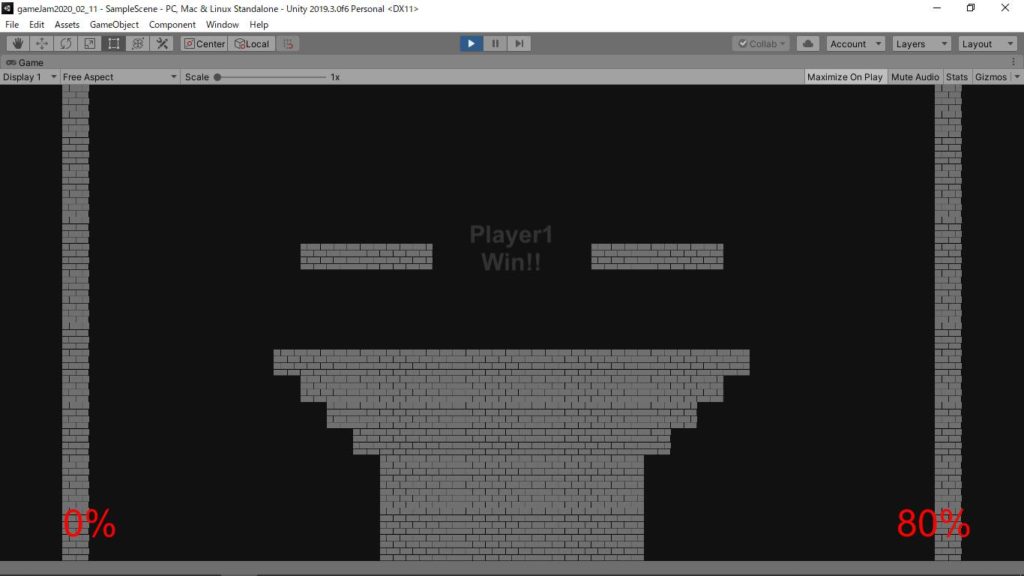 gameJam2020_02_11 - SampleScene - PC, Mac & Linux Standalone - Unity 2019.3.0f6 Personal <DX11>
File Edit Assets GameObject Component Window Help
Center Local Collab Account Layers Layout
Game
Display 1 Free Aspect Scale 1x Maximize On Play Mute Audio Stats Gizmos
Player1
Win!!
0% 80%